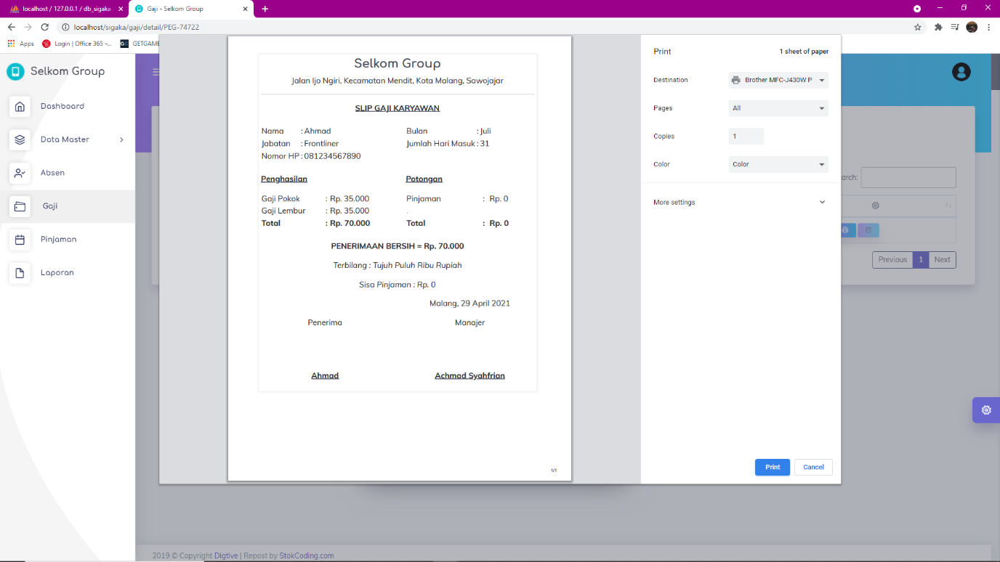 localhost / 127.0.0.1 / db_sigaka
Gaji - Selkom Group
localhost/sigaka/gaji/detail/PEG-74722
Apps
Login | Office 365 -...
GETGAME
Selkom Group
Dashboard
Data Master
Absen
Gaji
Pinjaman
Laporan
Selkom Group
Jalan Ijo Ngiri, Kecamatan Mendit, Kota Malang, Sawojajar
SLIP GAJI KARYAWAN
Nama : Ahmad Bulan : Juli
Jabatan : Frontliner Jumlah Hari Masuk : 31
Nomor HP : 081234567890
Penghasilan Potongan
Gaji Pokok : Rp. 35.000 Pinjaman : Rp. 0
Gaji Lembur : Rp. 35.000 .
Total : Rp. 70.000 Total : Rp. 0
PENERIMAAN BERSIH = Rp. 70.000
Terbilang : Tujuh Puluh Ribu Rupiah
Sisa Pinjaman : Rp. 0
Malang, 29 April 2021
Penerima Manajer
Ahmad Achmad Syahfrian
1/1
Print 1 sheet of paper
Destination Brother MFC-J430W P
Pages All
Copies 1
Color Color
More settings
Print Cancel
arch:
Previous 1 Next
2019 © Copyright Digtive | Repost by StokCoding.com